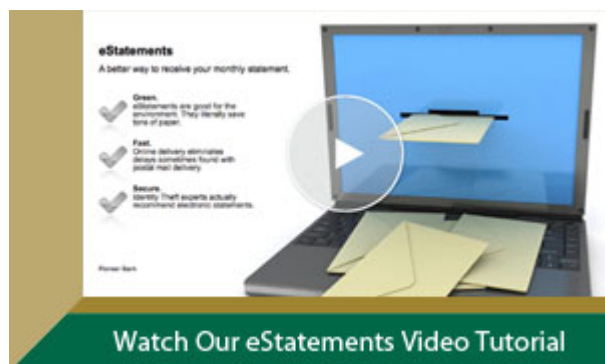 eStatements
A better way to receive your monthly statement.
Green.
eStatements are good for the
environment. They literally save
tons of paper.
Fast.
Online delivery eliminates
delays sometimes found with
postal mail delivery.
Secure.
Identity Theft experts actually
recommend electronic statements.
Pioneer Bank
Watch Our eStatements Video Tutorial